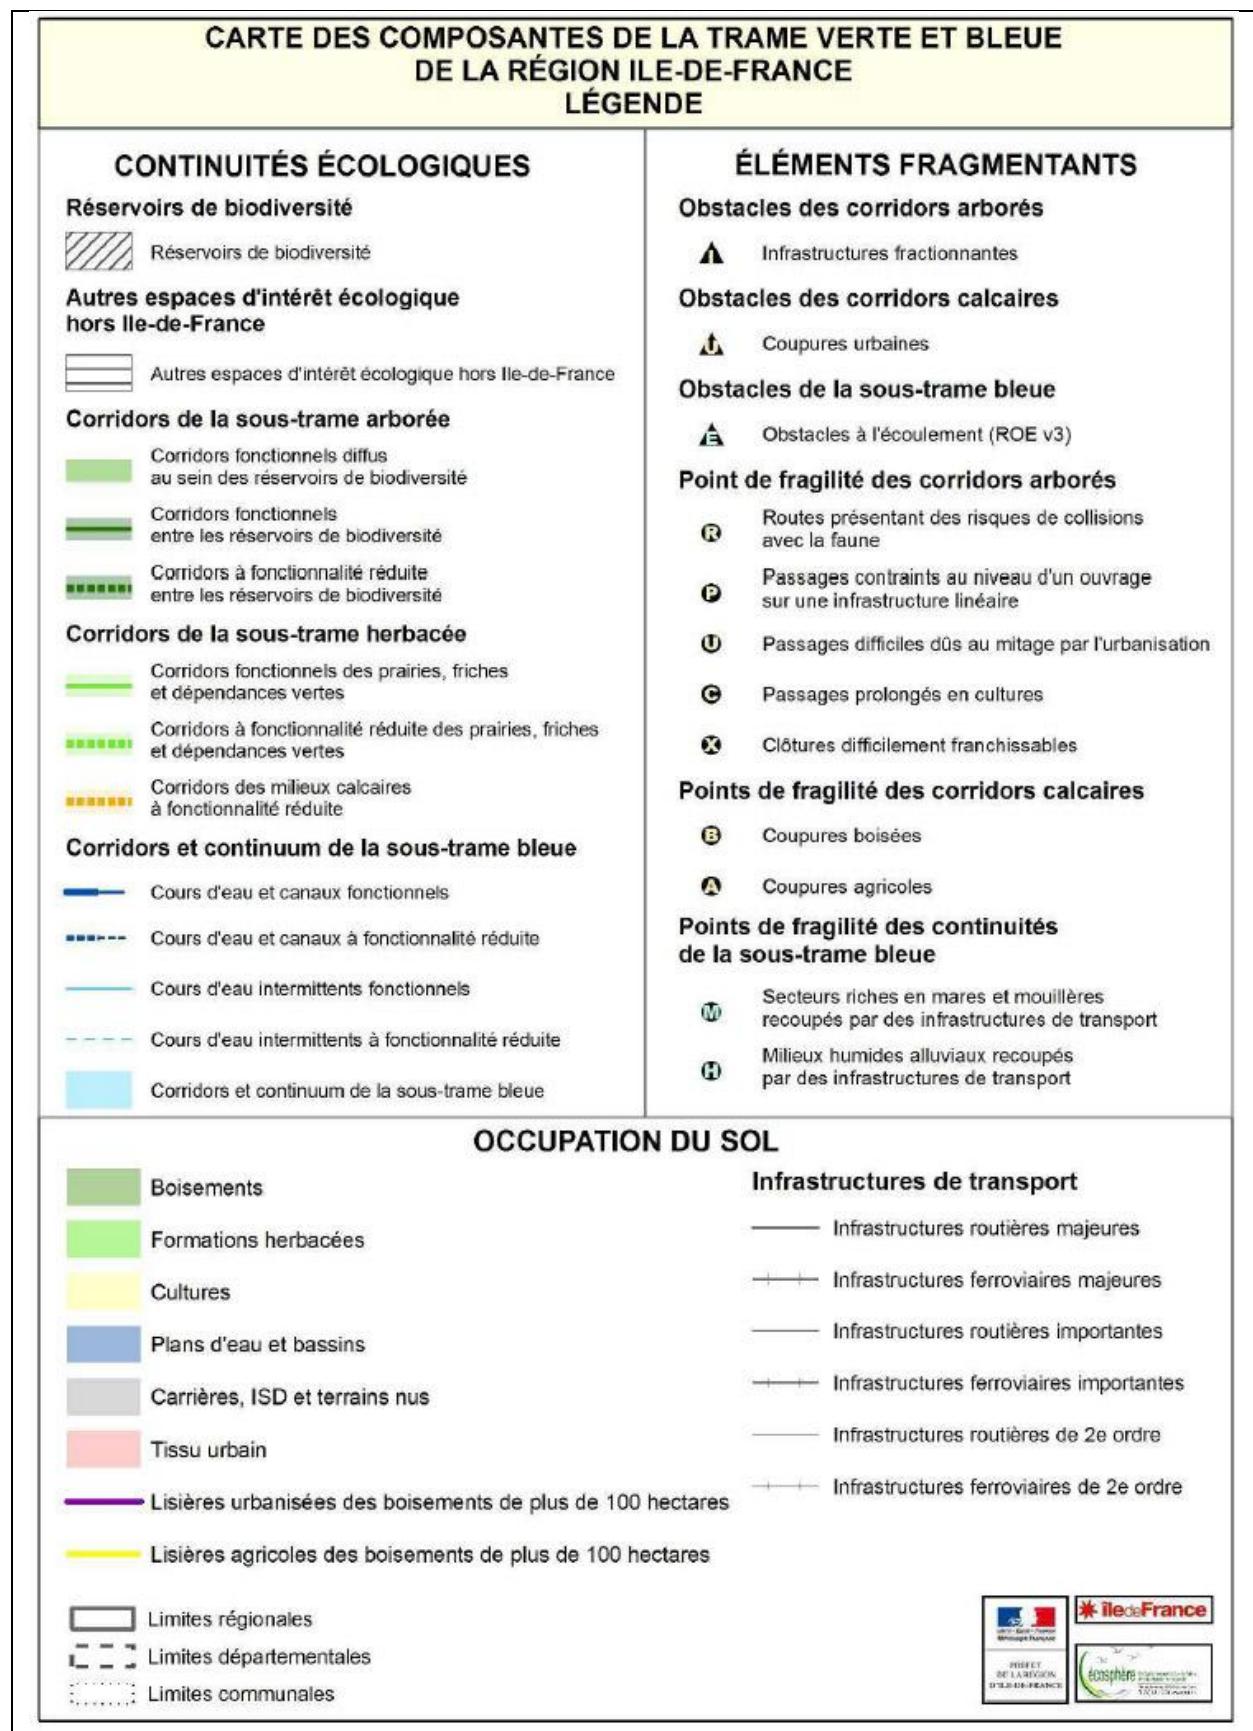 CARTE DES COMPOSANTES DE LA TRAME VERTE ET BLEUE
DE LA RÉGION ILE-DE-FRANCE
LÉGENDE
CONTINUITÉS ÉCOLOGIQUES
Réservoirs de biodiversité
Réservoirs de biodiversité
Autres espaces d'intérêt écologique
hors Ile-de-France
Autres espaces d'intérêt écologique hors Ile-de-France
Corridors de la sous-trame arborée
Corridors fonctionnels diffus
au sein des réservoirs de biodiversité
Corridors fonctionnels
entre les réservoirs de biodiversité
Corridors à fonctionnalité réduite
entre les réservoirs de biodiversité
Corridors de la sous-trame herbacée
Corridors fonctionnels des prairies, friches
et dépendances vertes
Corridors à fonctionnalité réduite des prairies, friches
et dépendances vertes
Corridors des milieux calcaires
à fonctionnalité réduite
Corridors et continuum de la sous-trame bleue
Cours d'eau et canaux fonctionnels
Cours d'eau et canaux à fonctionnalité réduite
Cours d'eau intermittents fonctionnels
Cours d'eau intermittents à fonctionnalité réduite
Corridors et continuum de la sous-trame bleue
ÉLÉMENTS FRAGMENTANTS
Obstacles des corridors arborés
I Infrastructures fractionnantes
Obstacles des corridors calcaires
U Coupures urbaines
Obstacles de la sous-trame bleue
E Obstacles à l'écoulement (ROE v3)
Point de fragilité des corridors arborés
R Routes présentant des risques de collisions
avec la faune
P Passages contraints au niveau d'un ouvrage
sur une infrastructure linéaire
U Passages difficiles dûs au mitage par l'urbanisation
C Passages prolongés en cultures
X Clôtures difficilement franchissables
Points de fragilité des corridors calcaires
B Coupures boisées
A Coupures agricoles
Points de fragilité des continuités
de la sous-trame bleue
M Secteurs riches en mares et mouillères
recoupés par des infrastructures de transport
H Milieux humides alluviaux recoupés
par des infrastructures de transport
OCCUPATION DU SOL
Boisements
Formations herbacées
Cultures
Plans d'eau et bassins
Carrières, ISD et terrains nus
Tissu urbain
Lisières urbanisées des boisements de plus de 100 hectares
Lisières agricoles des boisements de plus de 100 hectares
Limites régionales
Limites départementales
Limites communales
Infrastructures de transport
Infrastructures routières majeures
Infrastructures ferroviaires majeures
Infrastructures routières importantes
Infrastructures ferroviaires importantes
Infrastructures routières de 2e ordre
Infrastructures ferroviaires de 2e ordre
PRÉFET
DE LA RÉGION
D'ILE-DE-FRANCE
îledeFrance
écosphère